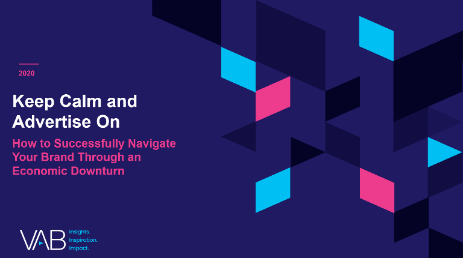 2020
Keep Calm and
Advertise On
How to Successfully Navigate
Your Brand Through an
Economic Downturn
VAB
Insights.
Inspiration.
Impact.